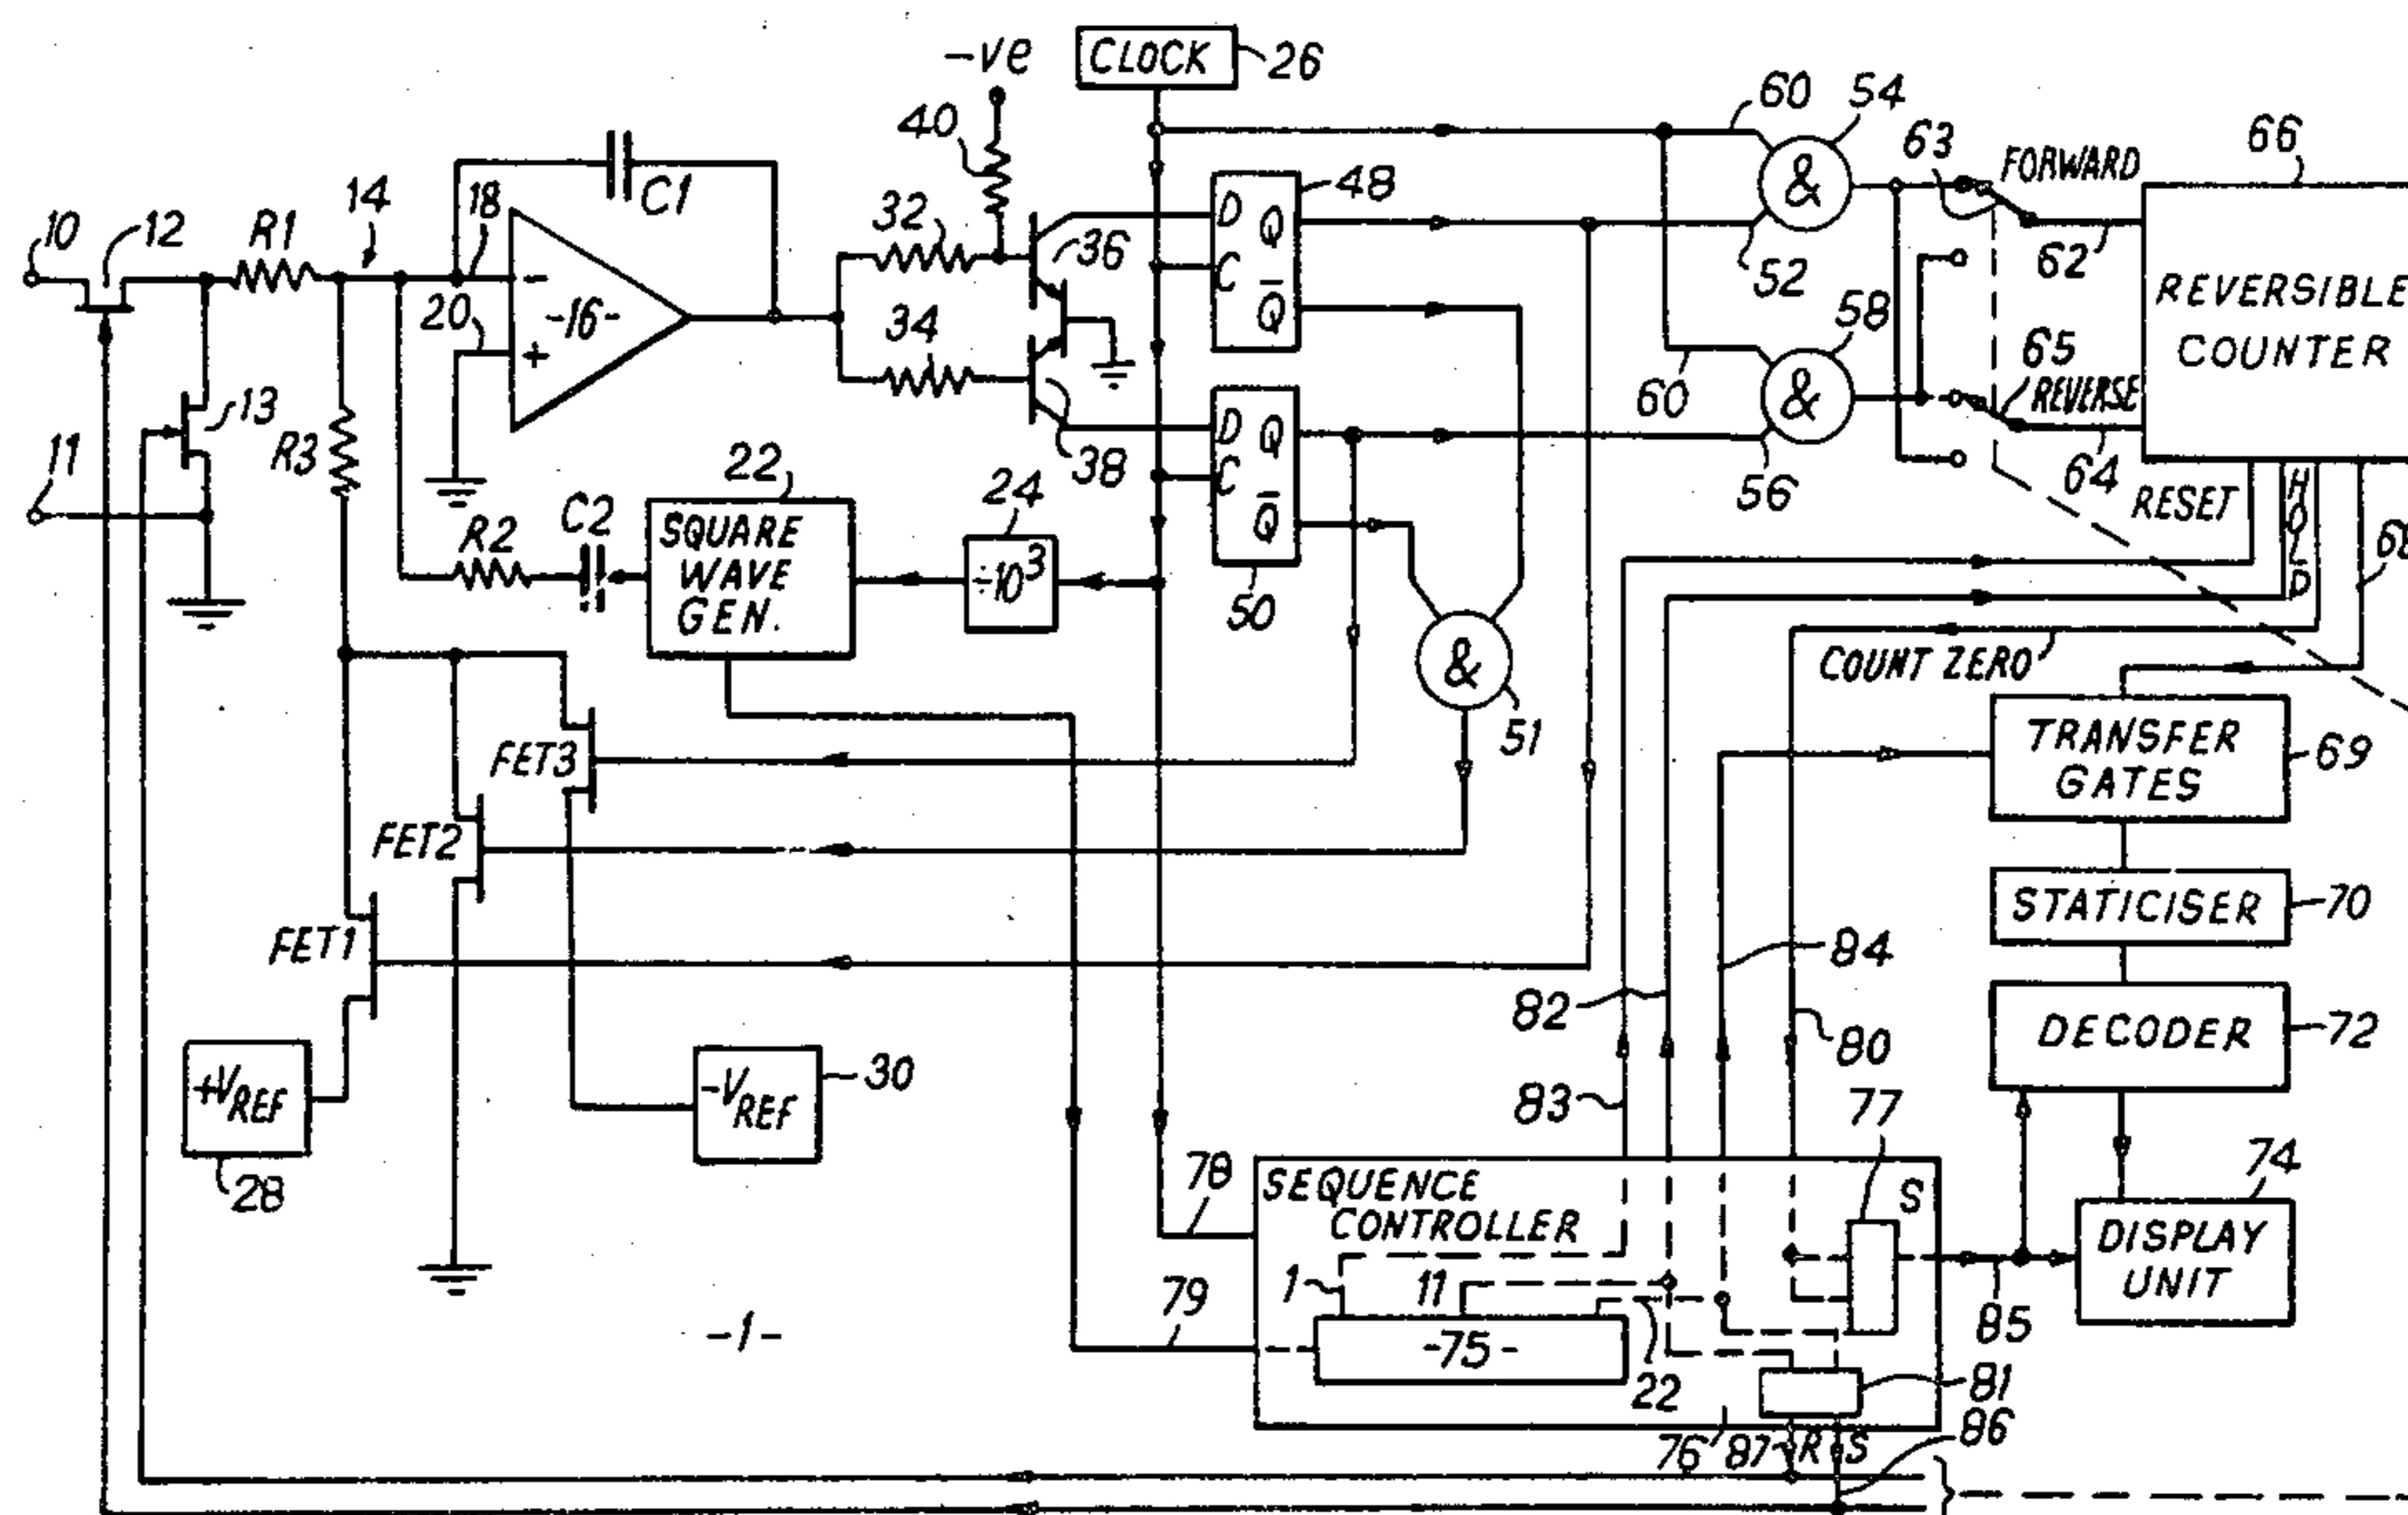 -ve
CLOCK
26
40
60
54
66
63
FORWARD
10
12
R1
14
18
C1
32
36
D
Q
C
Q̄
48
52
&
62
REVERSIBLE
COUNTER
20
-
-16-
+
34
38
58
&
60
65
REVERSE
64
11
13
R3
22
24
D
Q
C
Q̄
50
56
RESET
HOLD
68
R2
C2
SQUARE
WAVE
GEN.
÷10³
&
51
COUNT ZERO
TRANSFER
GATES
69
FET3
FET2
FET1
STATICISER
70
84
82
80
DECODER
72
+VREF
28
-VREF
30
83
77
78
SEQUENCE
CONTROLLER
S
74
DISPLAY
UNIT
85
1
11
79
-75-
22
81
-1-
76
87
R
S
86